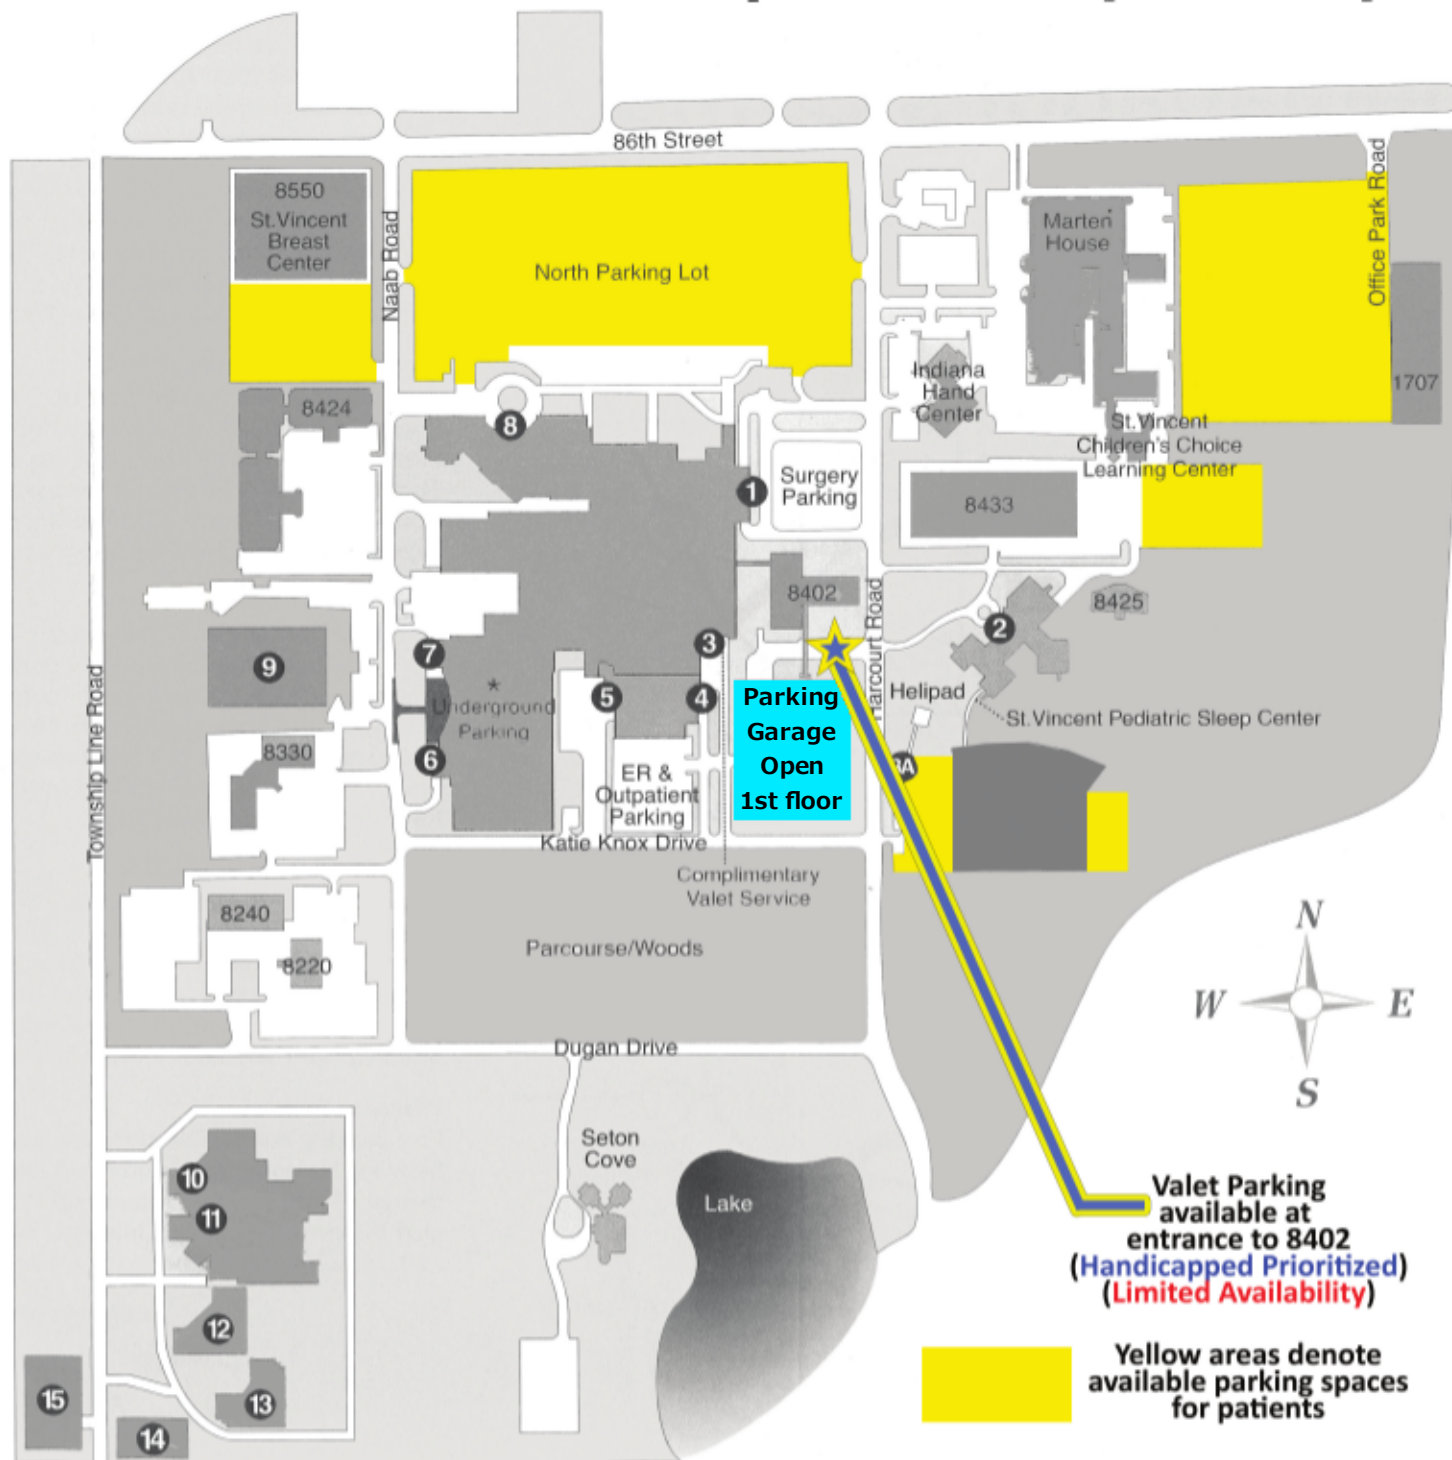 86th Street
8550
St.Vincent
Breast
Center
Naab Road
North Parking Lot
Marten
House
Office Park Road
1707
Indiana
Hand
Center
St.Vincent
Children's Choice
Learning Center
8424
8
1
Surgery
Parking
8433
8402
Harcourt Road
2
8425
3
7
9
*
Underground
Parking
5
4
Parking
Garage
Open
1st floor
Helipad
St.Vincent Pediatric Sleep Center
Township Line Road
8330
6
ER &
Outpatient
Parking
Katie Knox Drive
Complimentary
Valet Service
8240
8220
Parcourse/Woods
N
W
E
S
Dugan Drive
Seton
Cove
Lake
10
11
12
13
14
15
Valet Parking
available at
entrance to 8402
(Handicapped Prioritized)
(Limited Availability)
Yellow areas denote
available parking spaces
for patients